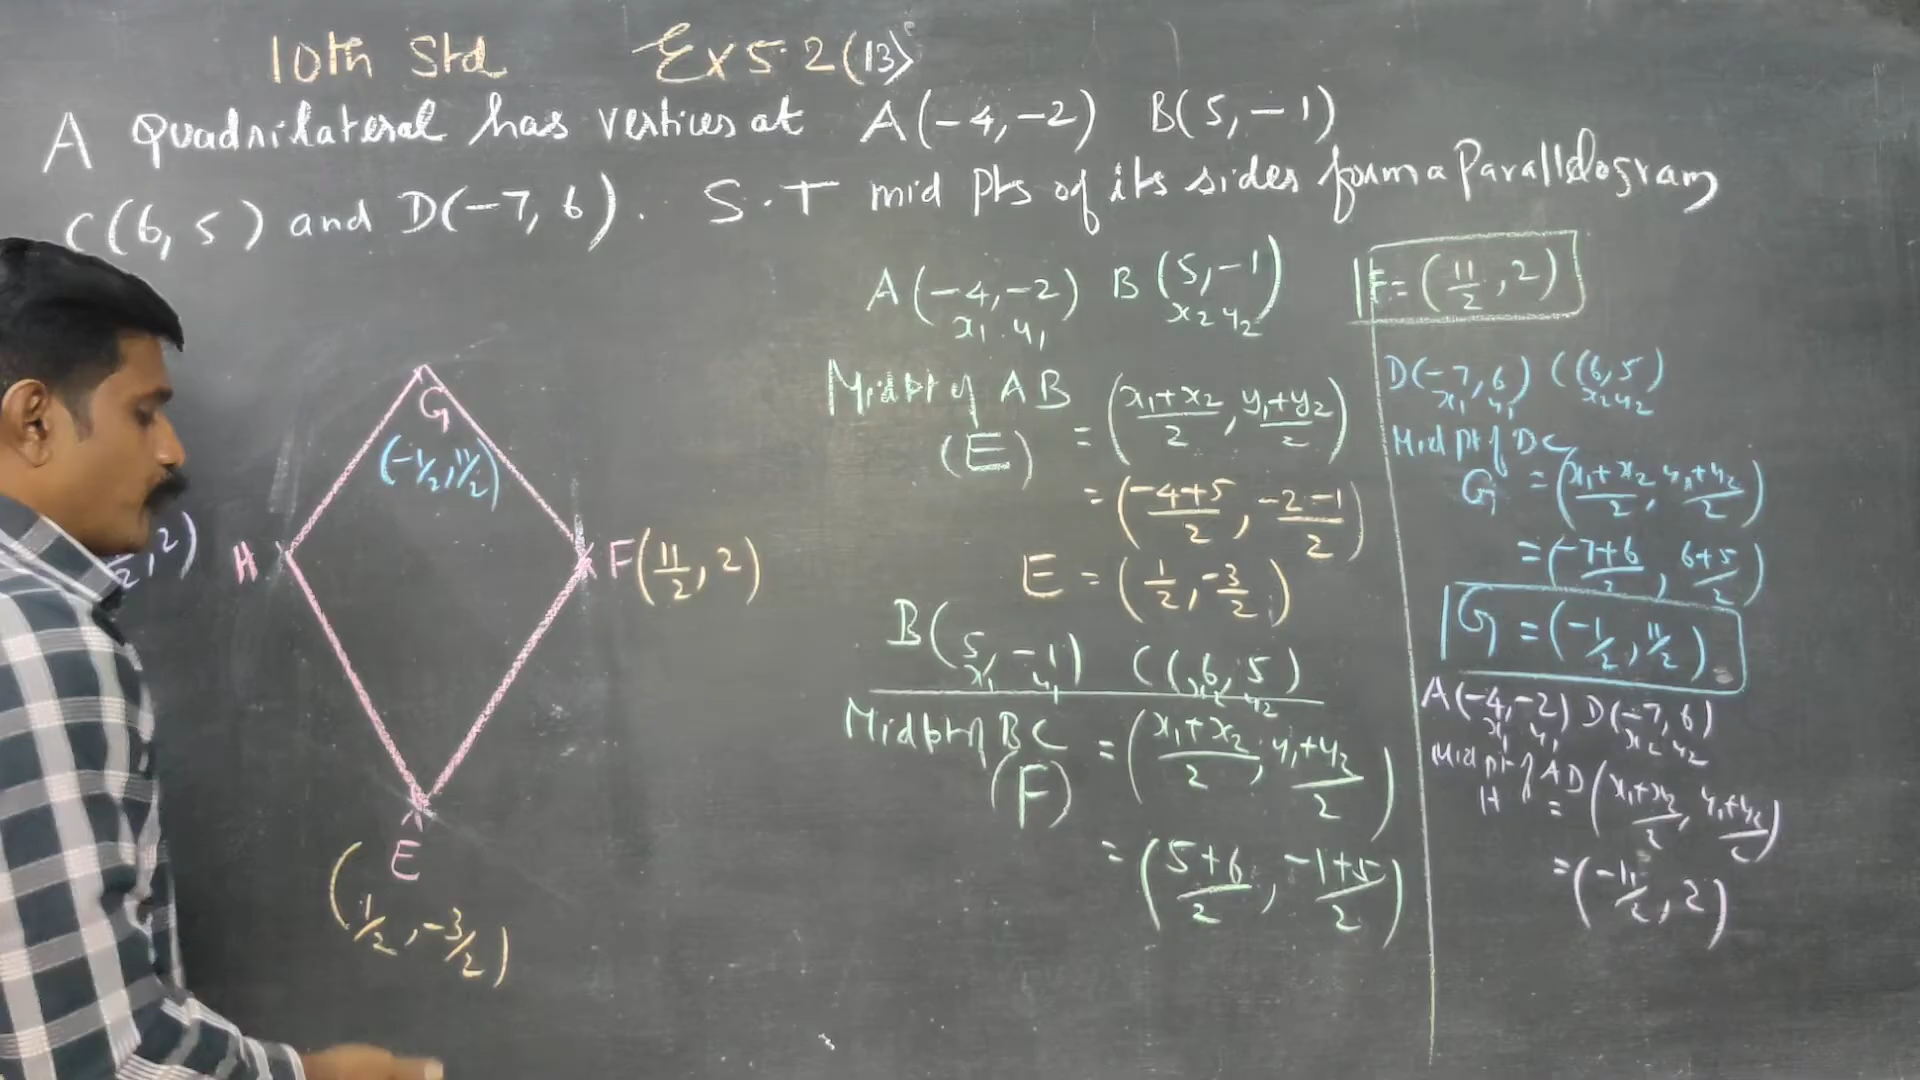 10th Std Ex 5.2 (13)
A Quadrilateral has vertices at A(-4,-2) B(5,-1)
C(6,5) and D(-7,6). S.T mid pts of its sides form a Parallelogram
A(-4,-2) B(5,-1)
x₁ y₁ x₂ y₂
Midpt of AB = (x₁+x₂/2, y₁+y₂/2)
(E)
= (-4+5/2, -2-1/2)
E = (1/2, -3/2)
B(5,-1) C(6,5)
x₁ y₁ x₂ y₂
Midpt of BC = (x₁+x₂/2, y₁+y₂/2)
(F)
= (5+6/2, -1+5/2)
F = (11/2, 2)
D(-7,6) C(6,5)
x₁ y₁ x₂ y₂
Mid pt of DC
G = (x₁+x₂/2, y₁+y₂/2)
= (-7+6/2, 6+5/2)
G = (-1/2, 11/2)
A(-4,-2) D(-7,6)
x₁ y₁ x₂ y₂
Mid pt of AD = (x₁+x₂/2, y₁+y₂/2)
H
= (-11/2, 2)
G
(-1/2, 11/2)
/2, 2) H
F(11/2, 2)
E
(1/2, -3/2)